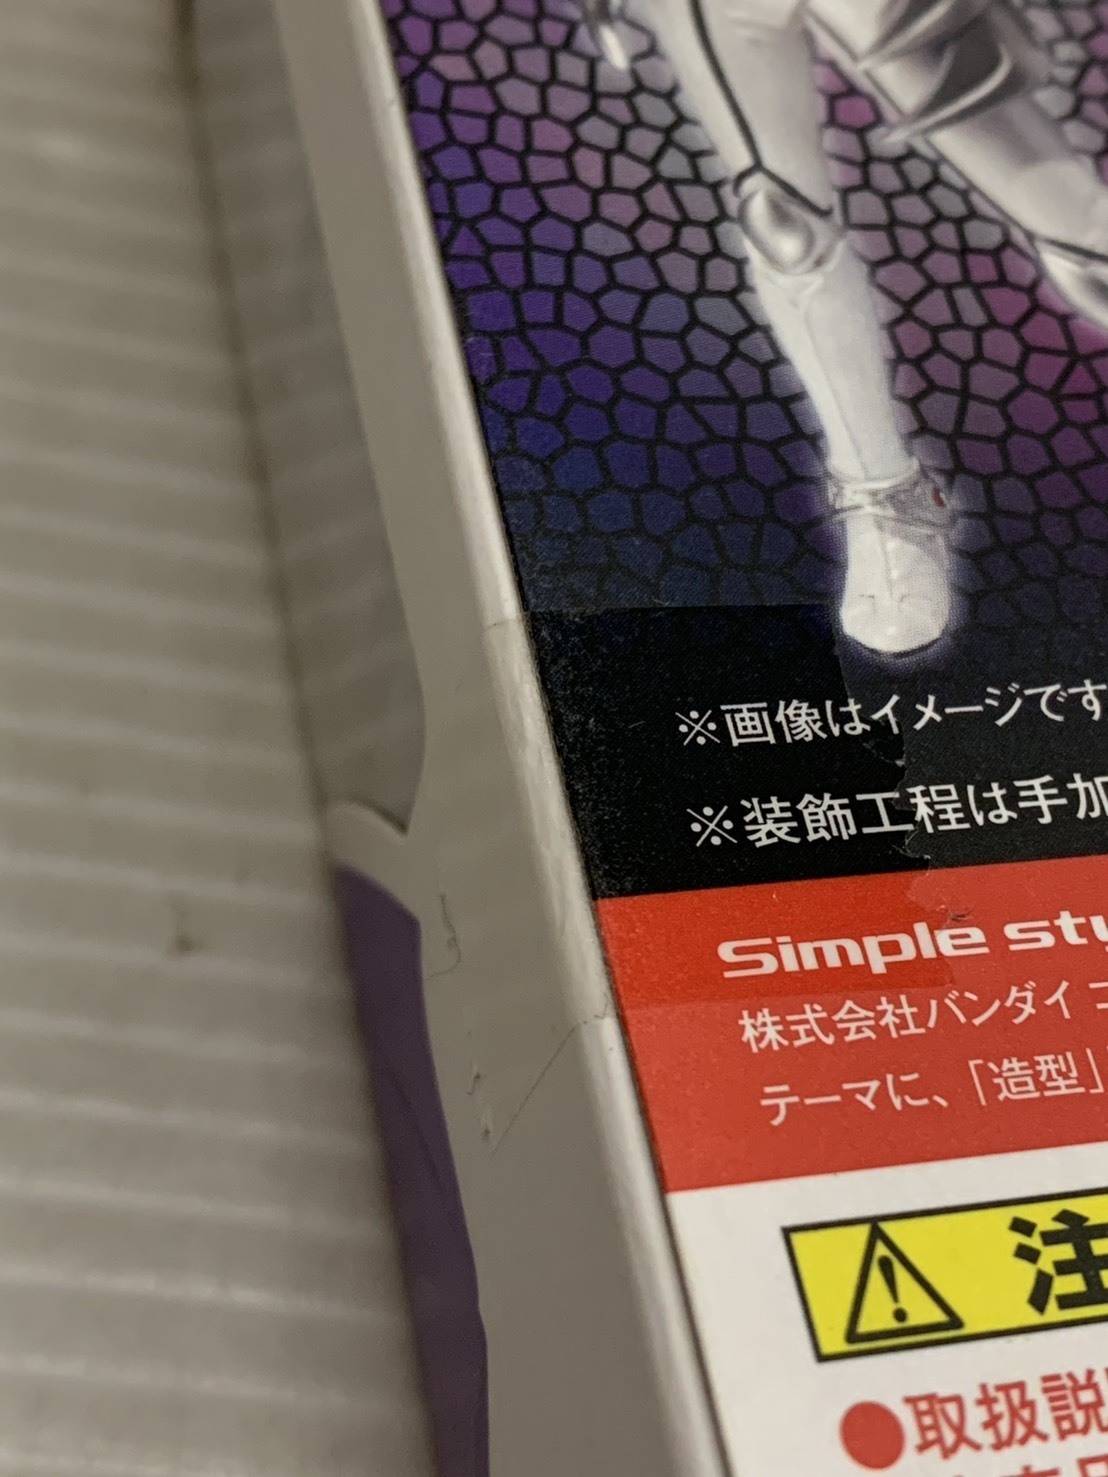 ※画像はイメージです
※装飾工程は手加
Simple sty
株式会社バンダイ コ
テーマに、「造型」
注
●取扱説